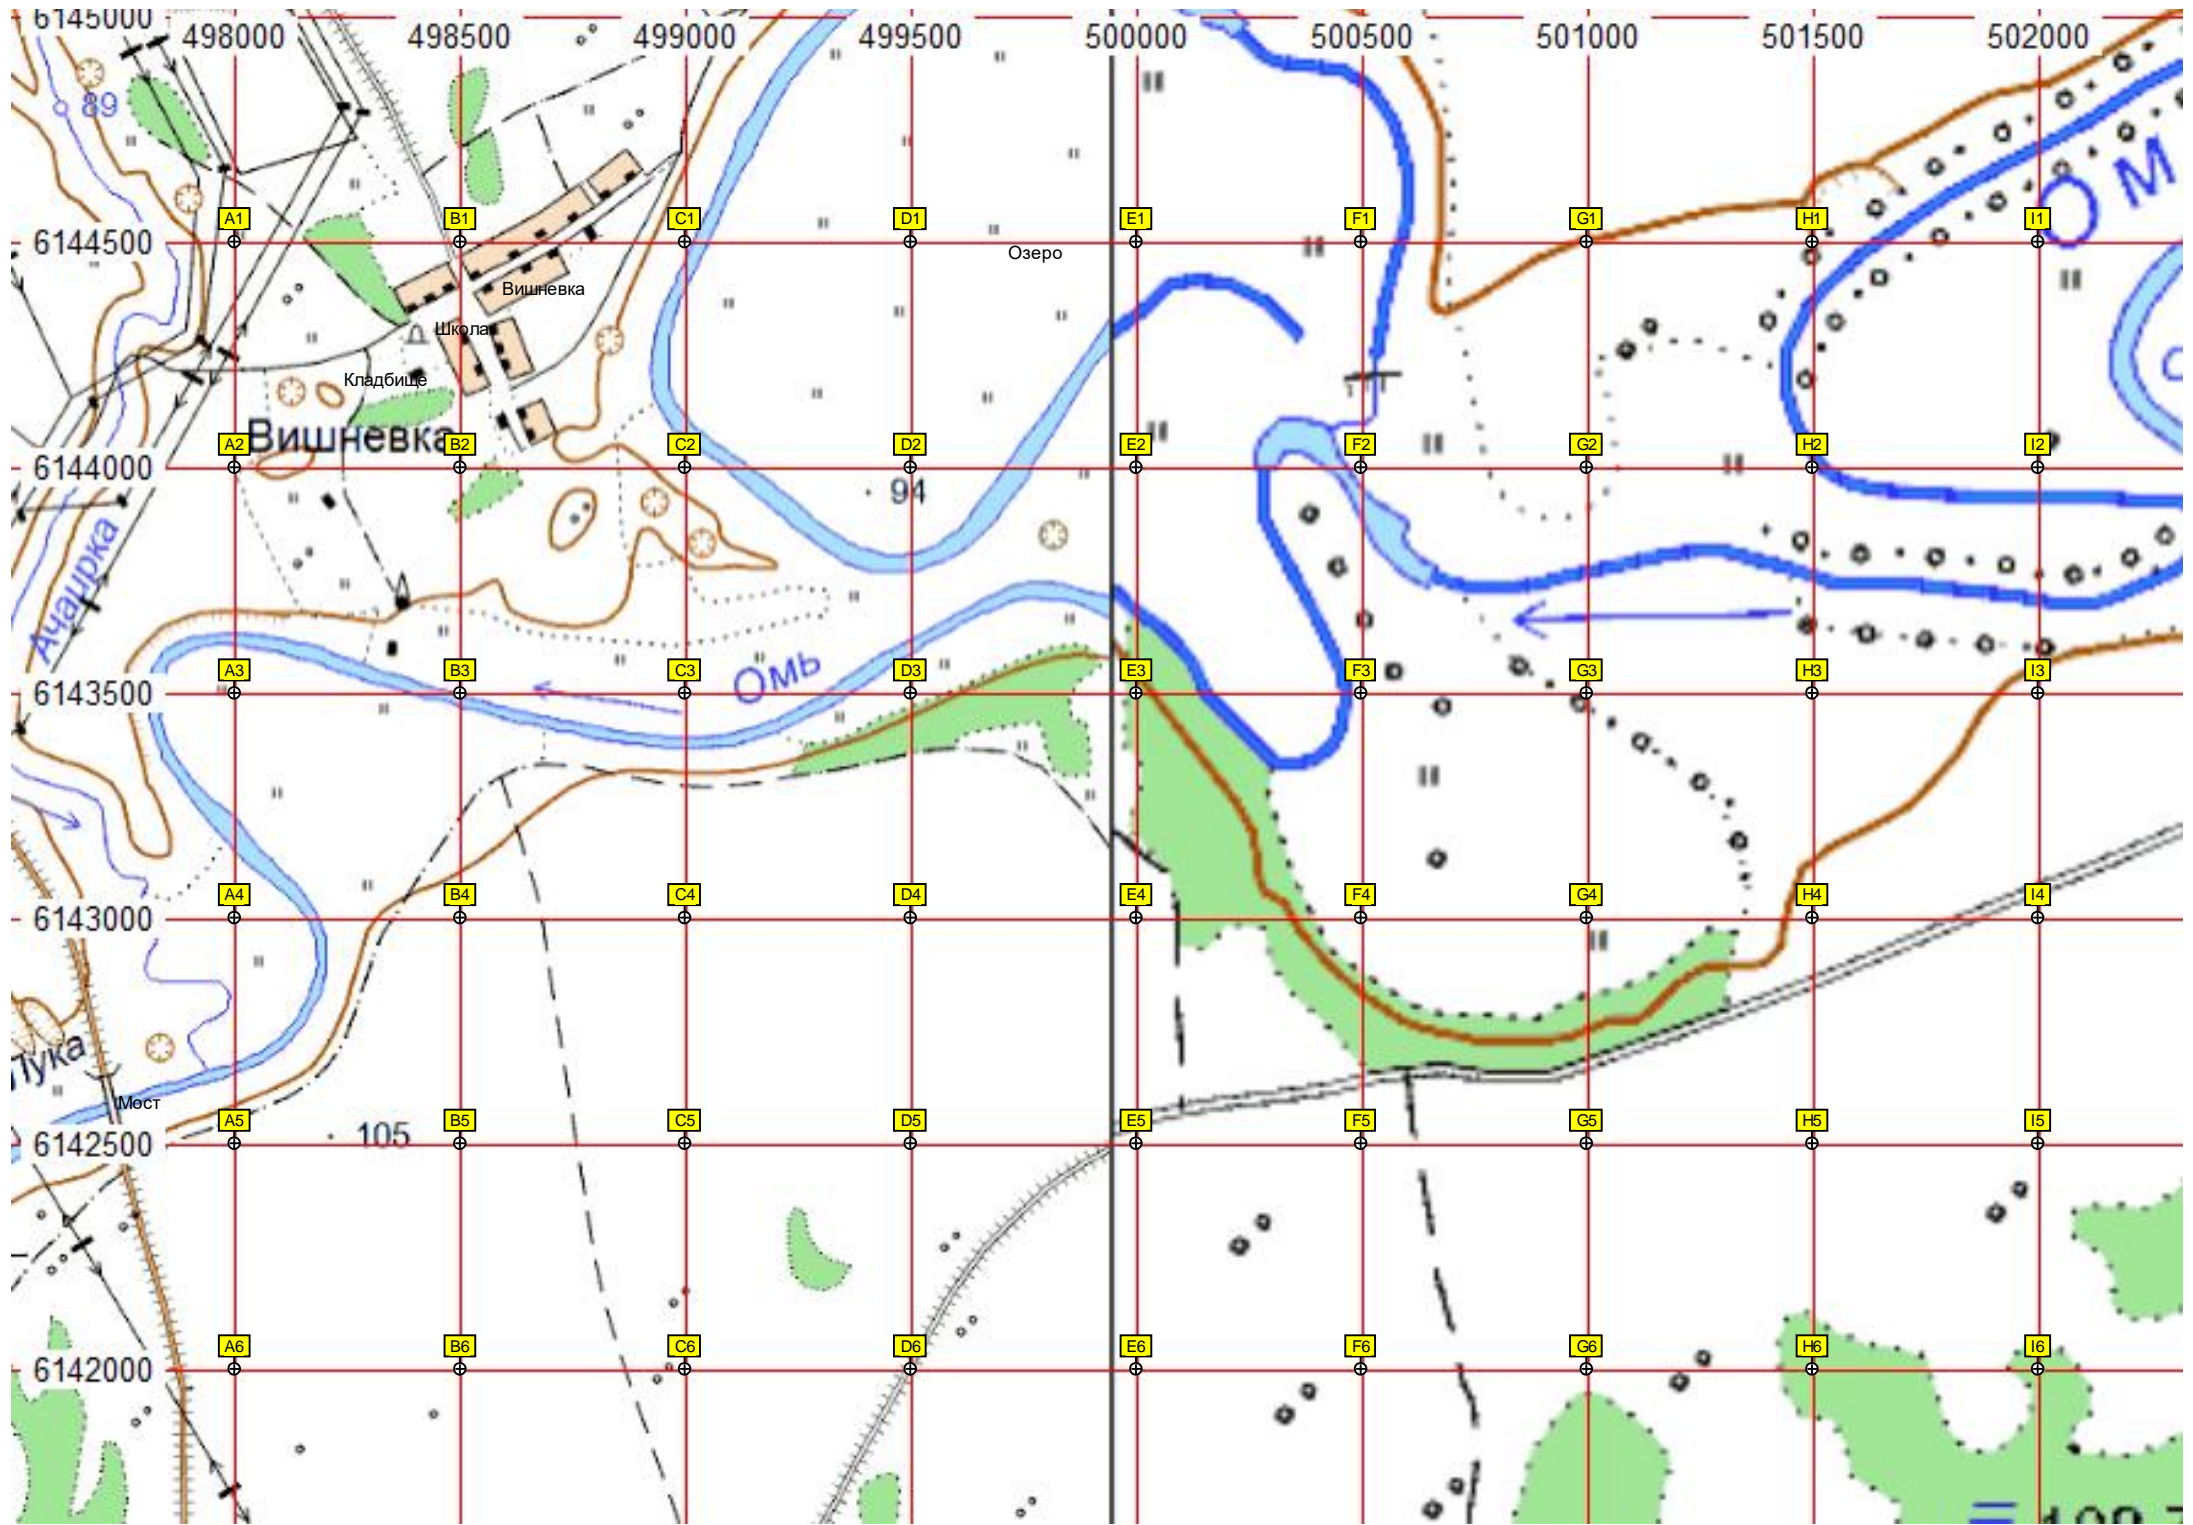 6145000
498000 498500 499000 499500 500000 500500 501000 501500 502000
89
ОМ
A1 B1 C1 D1 E1 F1 G1 H1 I1
6144500
Озеро
Вишневка
Школа
Кладбище
Вишневка
A2 B2 C2 D2 E2 F2 G2 H2 I2
6144000
94
Ачаирка
Омь
A3 B3 C3 D3 E3 F3 G3 H3 I3
6143500
A4 B4 C4 D4 E4 F4 G4 H4 I4
6143000
Лука
Мост
A5 B5 C5 D5 E5 F5 G5 H5 I5
6142500
105
A6 B6 C6 D6 E6 F6 G6 H6 I6
6142000